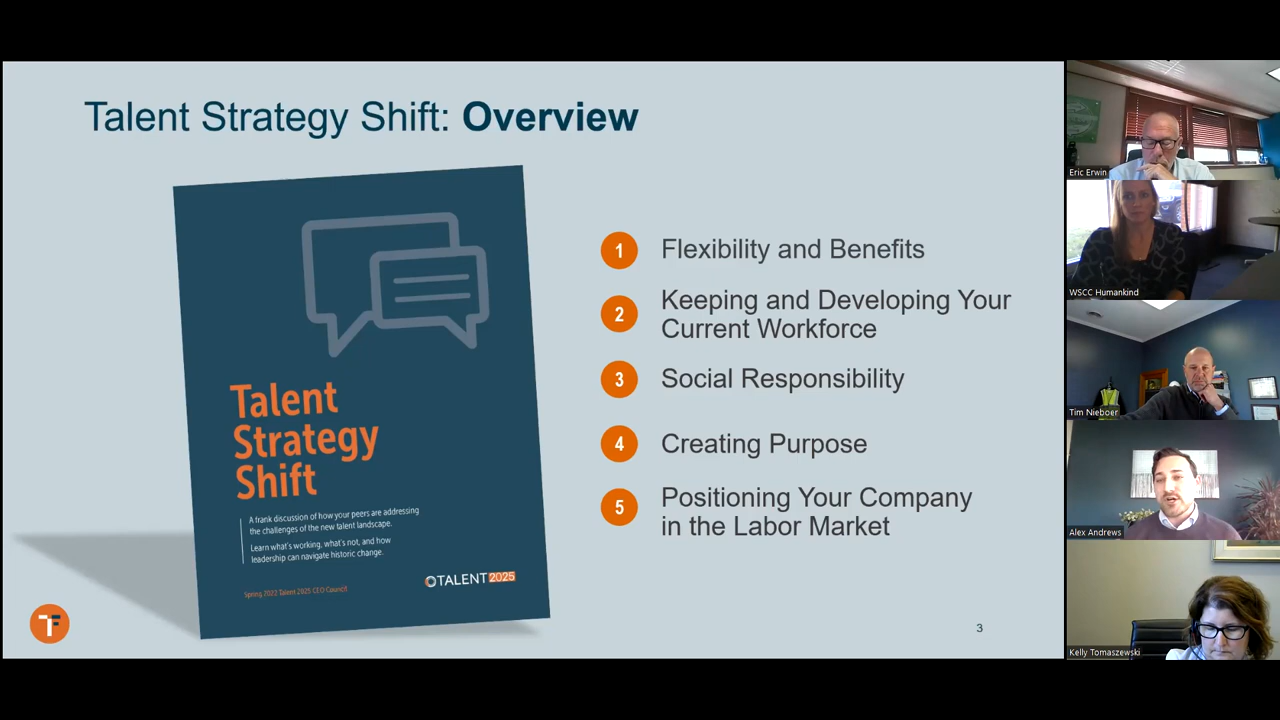 Talent Strategy Shift: Overview
Talent
Strategy
Shift
A frank discussion of how your peers are addressing
the challenges of the new talent landscape.
Learn what's working, what's not, and how
leadership can navigate historic change.
Spring 2022 Talent 2025 CEO Council
TALENT 2025
1 Flexibility and Benefits
2 Keeping and Developing Your
Current Workforce
3 Social Responsibility
4 Creating Purpose
5 Positioning Your Company
in the Labor Market
TF
3
Eric Erwin
WSCC Humankind
Tim Nieboer
Alex Andrews
Kelly Tomaszewski